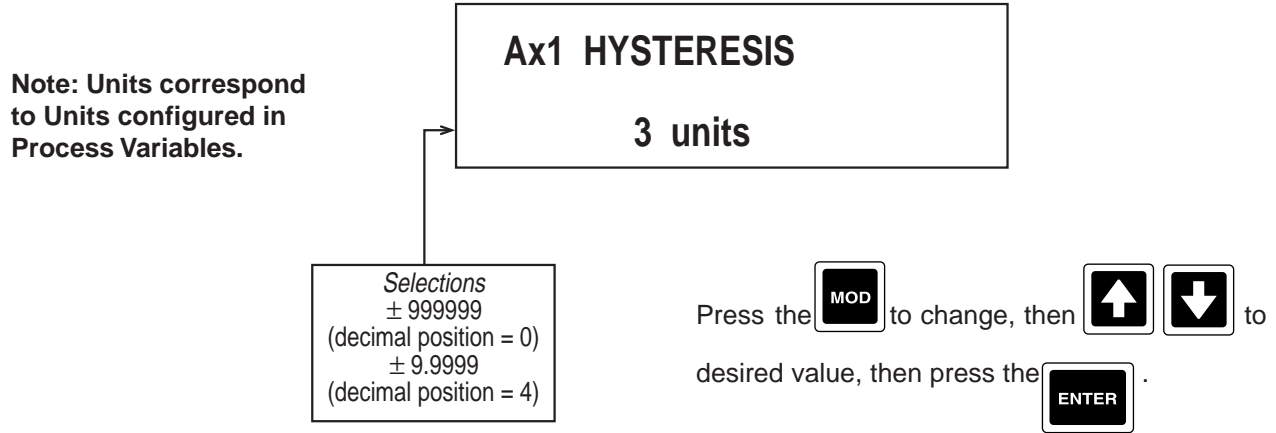 Ax1 HYSTERESIS
3 units
Note: Units correspond
to Units configured in
Process Variables.
Selections
± 999999
(decimal position = 0)
± 9.9999
(decimal position = 4)
Press the MOD to change, then to
desired value, then press the ENTER .